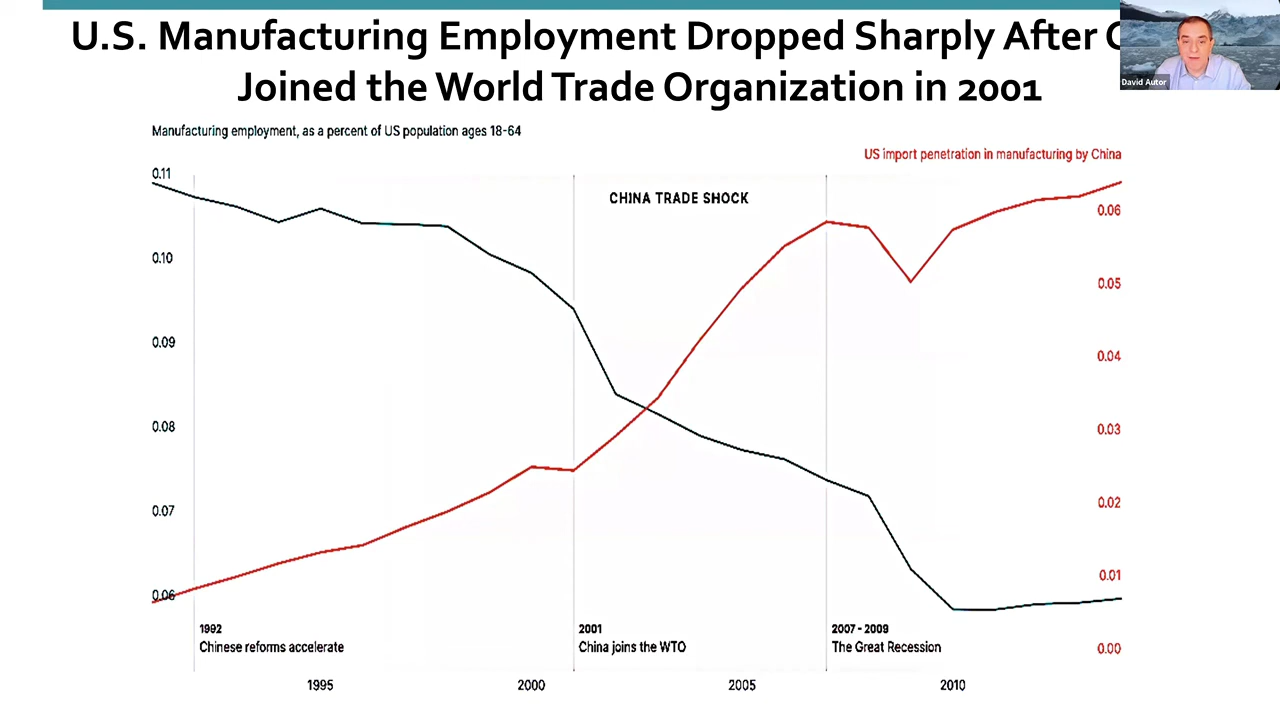 U.S. Manufacturing Employment Dropped Sharply After
Joined the World Trade Organization in 2001
David Autor
Manufacturing employment, as a percent of US population ages 18-64
US import penetration in manufacturing by China
0.11
CHINA TRADE SHOCK
0.06
0.10
0.05
0.09
0.04
0.08
0.03
0.07
0.02
0.01
0.06
1992
Chinese reforms accelerate
2001
China joins the WTO
2007 - 2009
The Great Recession
0.00
1995
2000
2005
2010